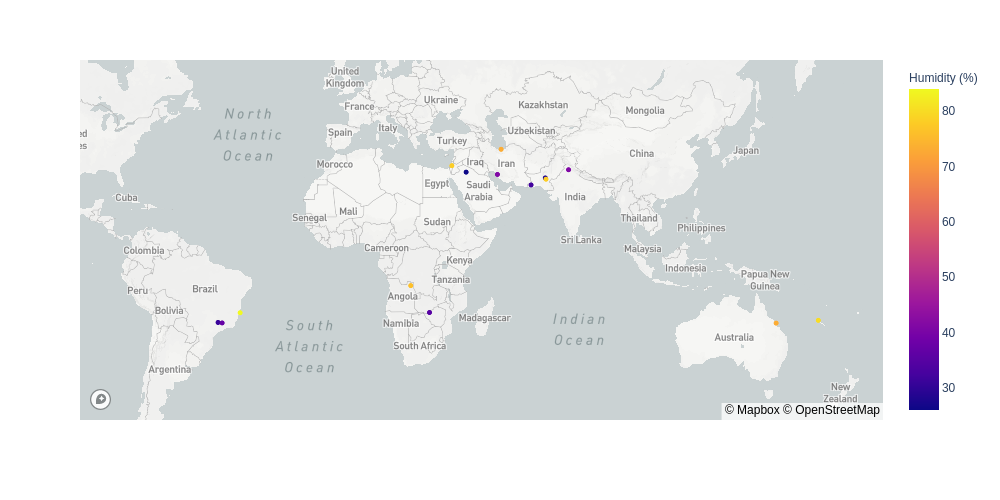 Humidity (%)
80
70
60
50
40
30
United
Kingdom
Ukraine
Kazakhstan
Mongolia
North
Atlantic
Ocean
France
Italy
Spain
Turkey
Uzbekistan
ed
es
China
Japan
Morocco
Iraq
Iran
Egypt
Saudi
Arabia
India
Cuba
Mali
Senegal
Sudan
Thailand
Philippines
Sri Lanka
Colombia
Cameroon
Kenya
Malaysia
Indonesia
Papua New
Guinea
Peru
Brazil
Tanzania
Angola
Bolivia
Namibia
Madagascar
South
Atlantic
Ocean
Indian
Ocean
Australia
South Africa
Argentina
New
Zealand
© Mapbox © OpenStreetMap